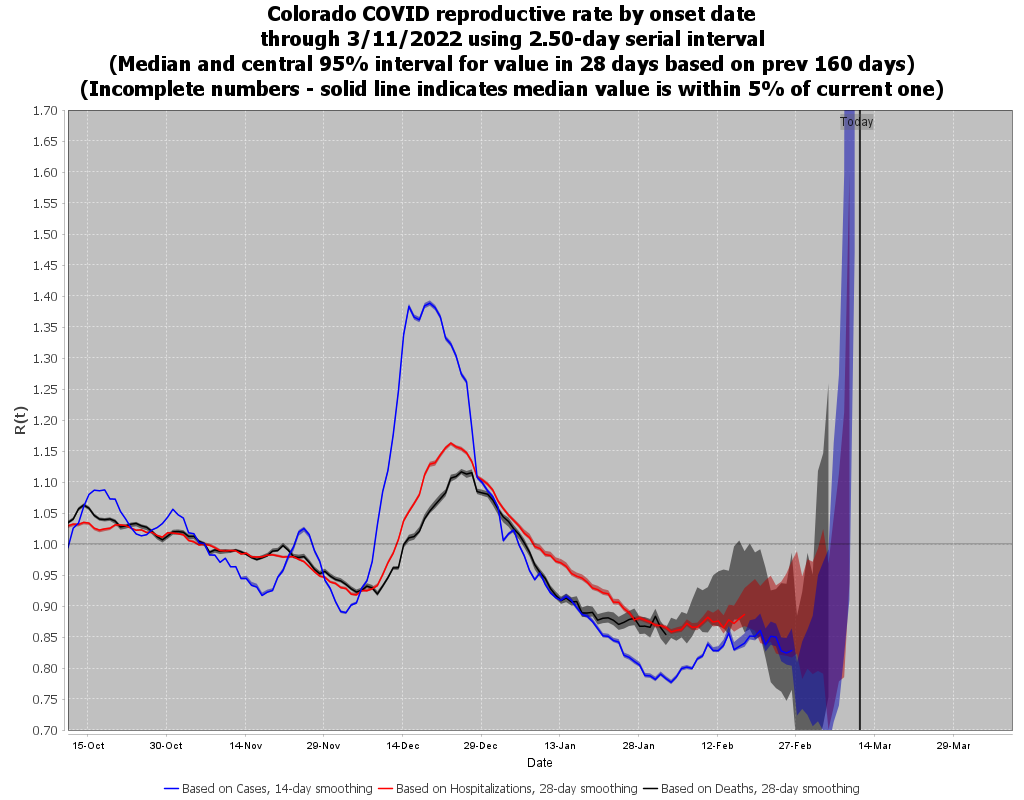 Colorado COVID reproductive rate by onset date
through 3/11/2022 using 2.50-day serial interval
(Median and central 95% interval for value in 28 days based on prev 160 days)
(Incomplete numbers - solid line indicates median value is within 5% of current one)
Today
1.70
1.65
1.60
1.55
1.50
1.45
1.40
1.35
1.30
1.25
1.20
1.15
1.10
1.05
1.00
0.95
0.90
0.85
0.80
0.75
0.70
R(t)
15-Oct 30-Oct 14-Nov 29-Nov 14-Dec 29-Dec 13-Jan 28-Jan 12-Feb 27-Feb 14-Mar 29-Mar
Date
Based on Cases, 14-day smoothing Based on Hospitalizations, 28-day smoothing Based on Deaths, 28-day smoothing